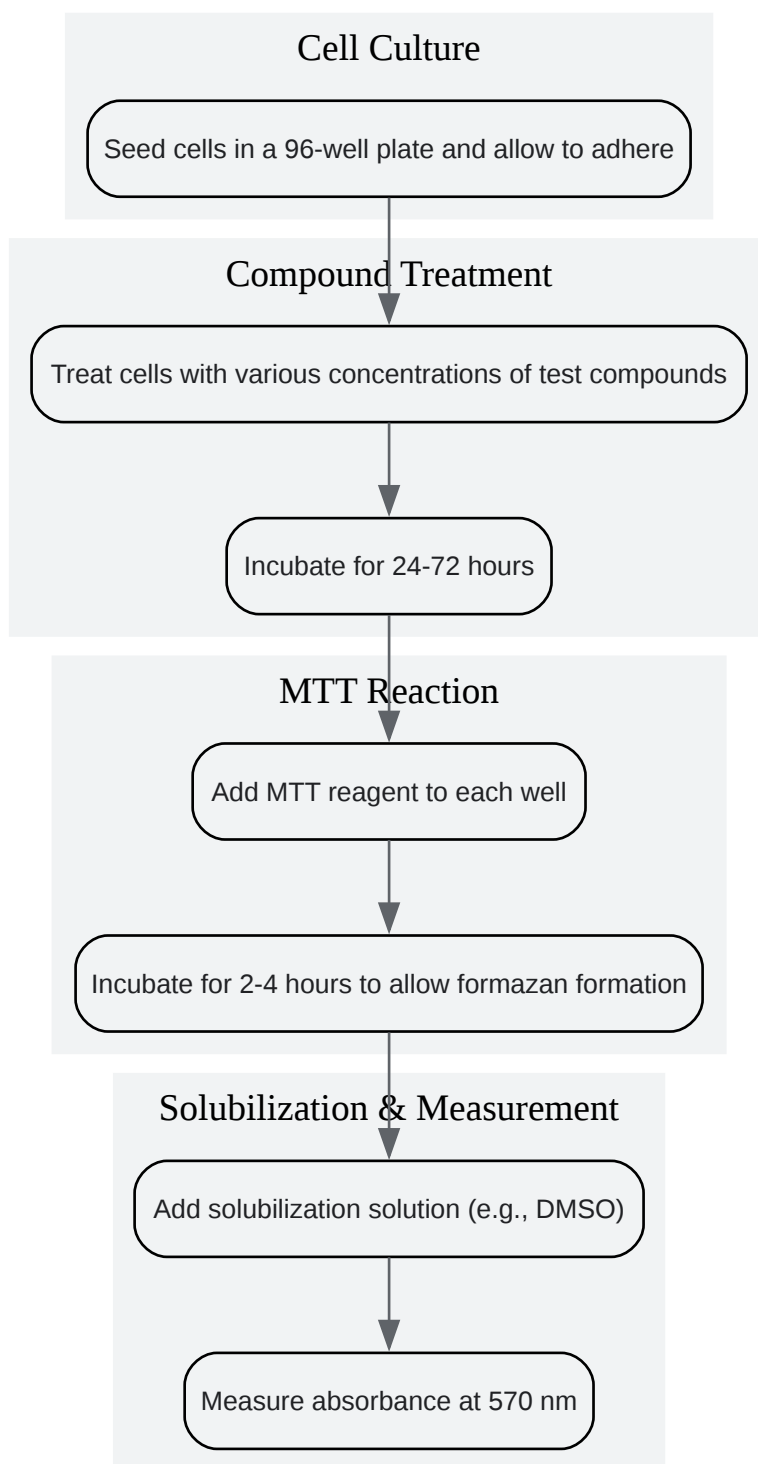 Cell Culture
Seed cells in a 96-well plate and allow to adhere
Compound Treatment
Treat cells with various concentrations of test compounds
Incubate for 24-72 hours
MTT Reaction
Add MTT reagent to each well
Incubate for 2-4 hours to allow formazan formation
Solubilization & Measurement
Add solubilization solution (e.g., DMSO)
Measure absorbance at 570 nm